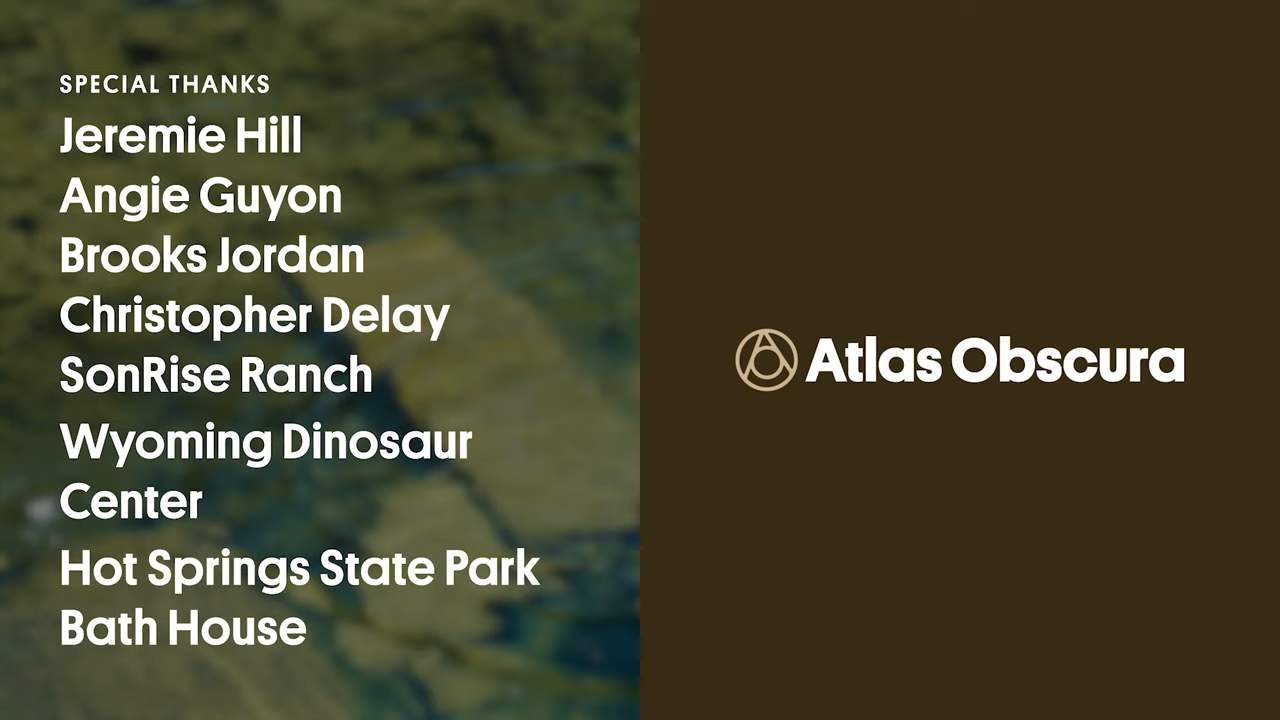 SPECIAL THANKS
Jeremie Hill
Angie Guyon
Brooks Jordan
Christopher Delay
SonRise Ranch
Wyoming Dinosaur
Center
Hot Springs State Park
Bath House
Atlas Obscura